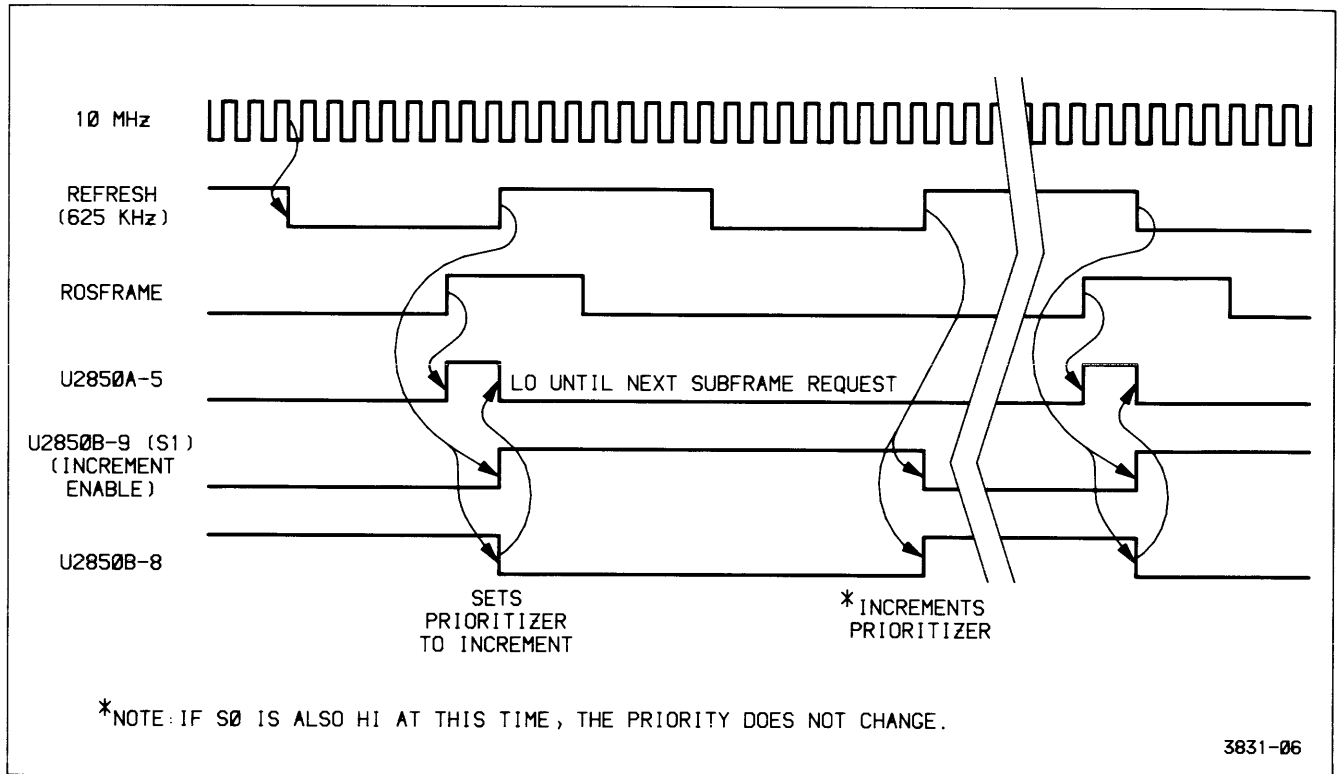 10 MHz
REFRESH
(625 KHz)
ROSFRAME
U2850A-5
LO UNTIL NEXT SUBFRAME REQUEST
U2850B-9 (S1)
(INCREMENT
ENABLE)
U2850B-8
SETS
PRIORITIZER
TO INCREMENT
*INCREMENTS
PRIORITIZER
*NOTE: IF S0 IS ALSO HI AT THIS TIME, THE PRIORITY DOES NOT CHANGE.
3831-06